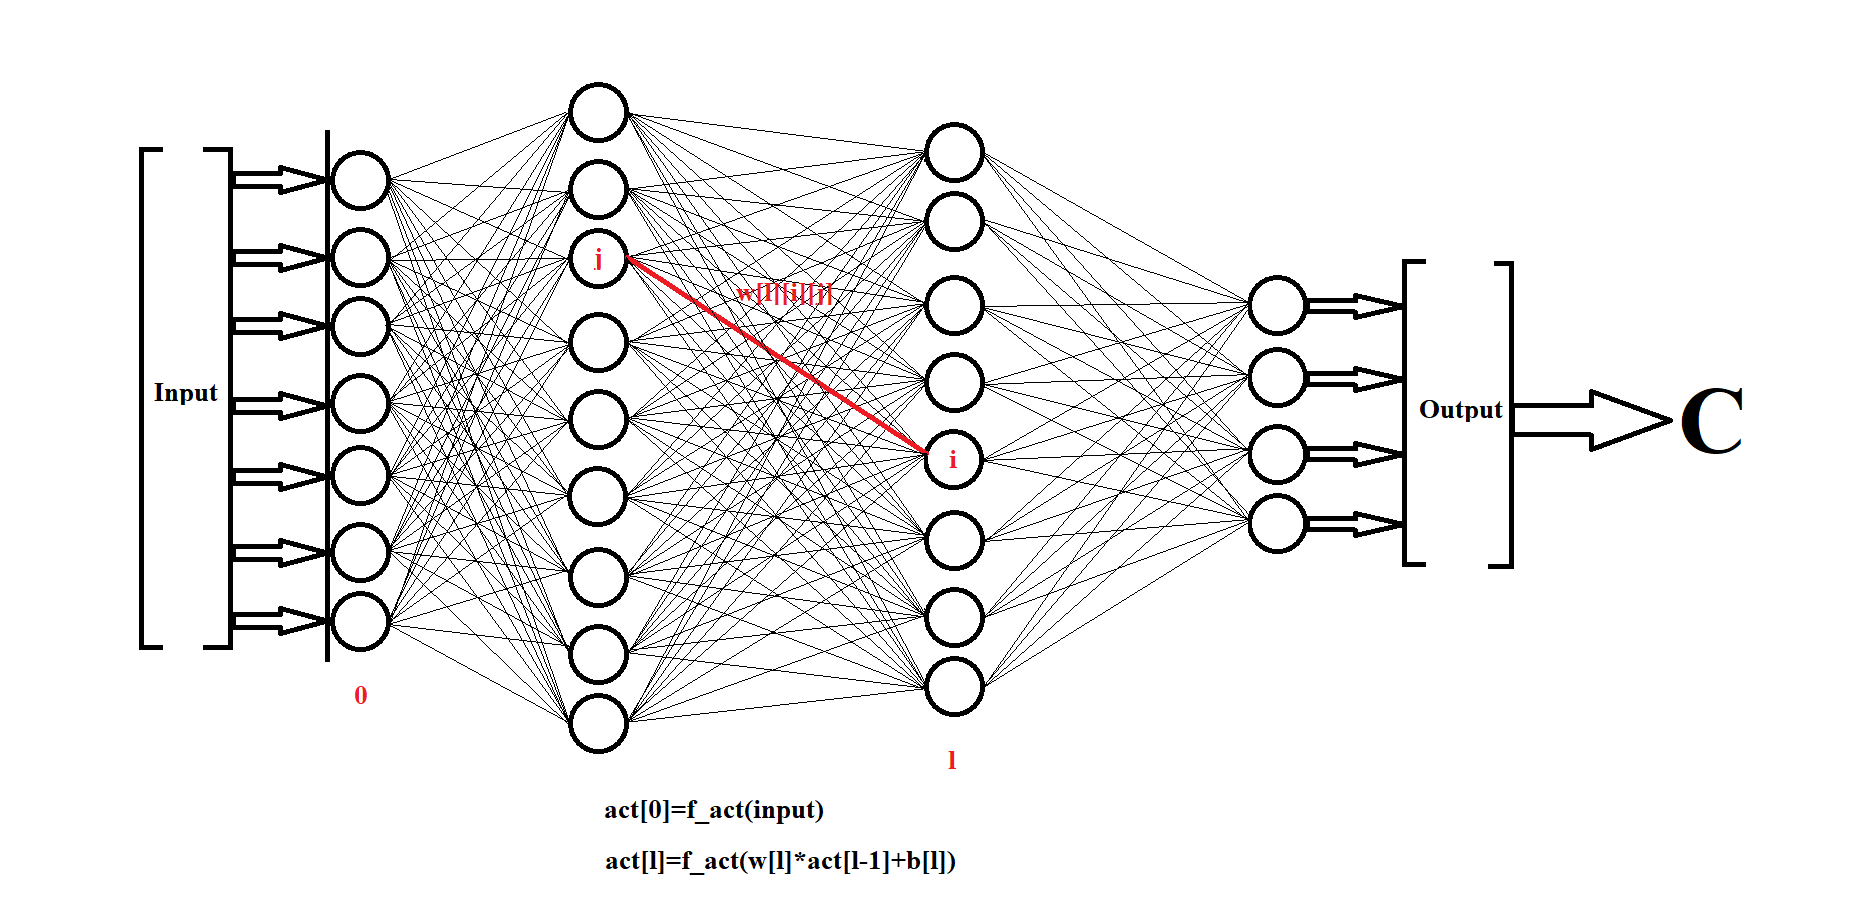 j
w[l][i][j]
Input
C
Output
i
0
l
act[0]=f_act(input)
act[l]=f_act(w[l]*act[l-1]+b[l])